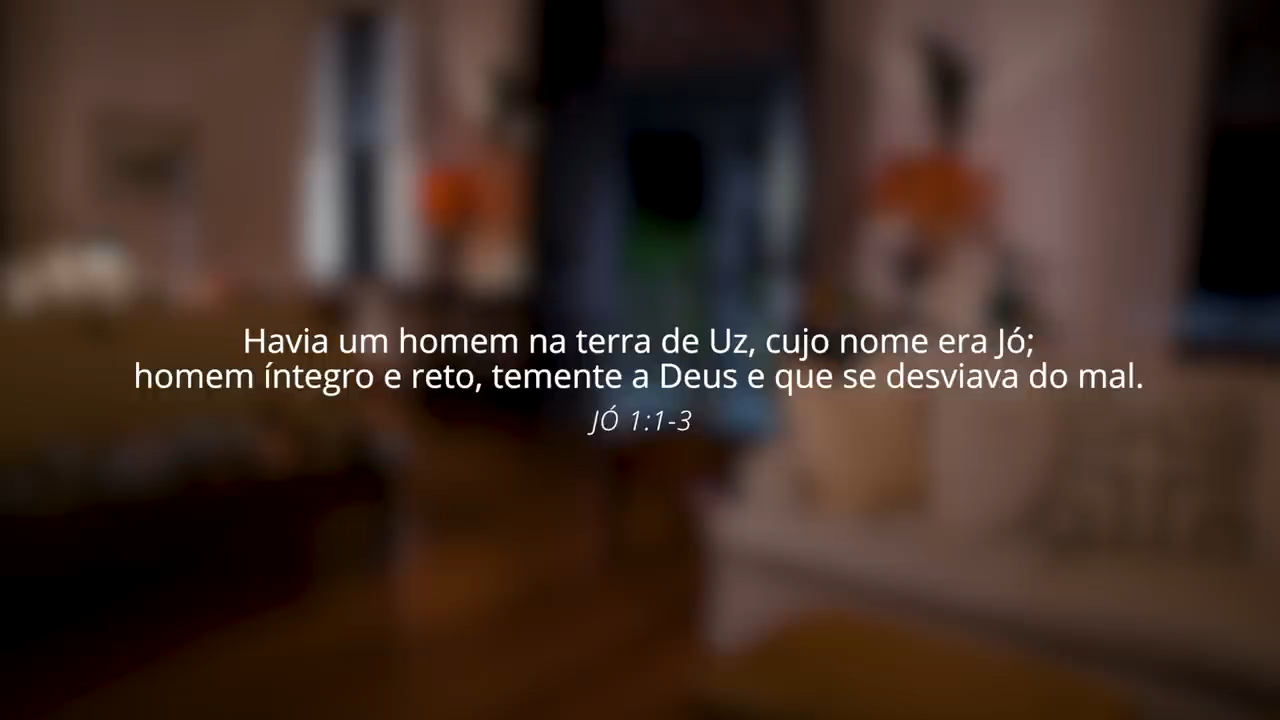 Havia um homem na terra de Uz, cujo nome era Jó;
homem íntegro e reto, temente a Deus e que se desviava do mal.
JÓ 1:1-3